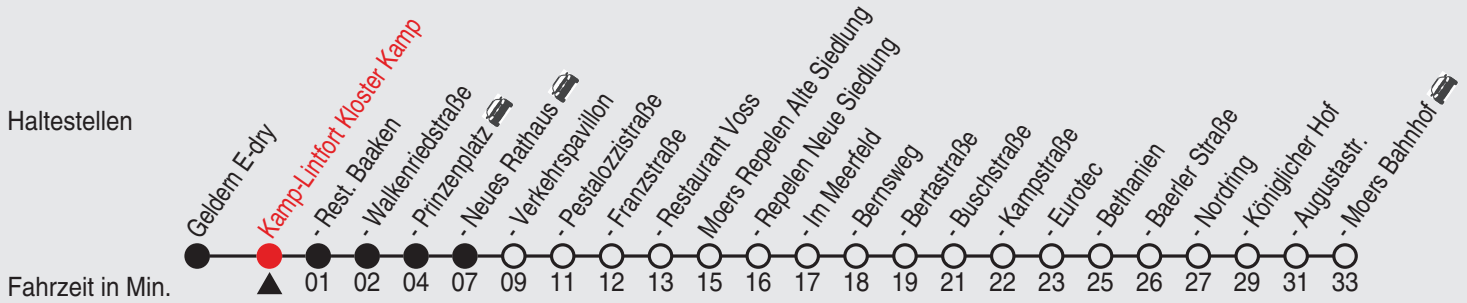 Haltestellen
Geldern E-dry
Kamp-Lintfort Kloster Kamp
- Rest. Baaken
- Walkenriedstraße
- Prinzenplatz
- Neues Rathaus
- Verkehrspavillon
- Pestalozzistraße
- Franzstraße
- Restaurant Voss
Moers Repelen Alte Siedlung
- Repelen Neue Siedlung
- Im Meerfeld
- Bernsweg
- Bertastraße
- Buschstraße
- Kampstraße
- Eurotec
- Bethanien
- Baerler Straße
- Nordring
- Königlicher Hof
- Augustastr.
- Moers Bahnhof
Fahrzeit in Min. 01 02 04 07 09 11 12 13 15 16 17 18 19 21 22 23 25 26 27 29 31 33